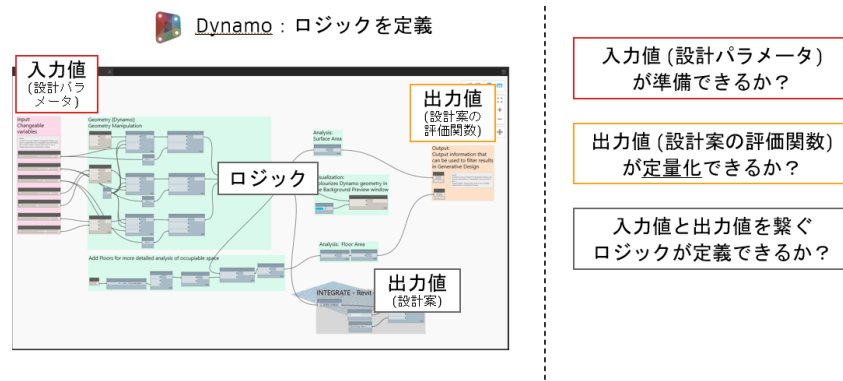 Dynamo：ロジックを定義
入力値
(設計パラ
メータ)
Input:
Changeable
variables
Geometry (Dynamo):
Geometry Manipulation
ロジック
Analysis:
Surface Area
出力値
(設計案の
評価関数)
Output:
Output information that
can be used to filter results
in Generative Design
isualization:
olourizes Dynamo geometry in
e Background Preview window
Add Floors for more detailed analysis of occupiable space
Analysis: Floor Area
INTEGRATE - Revit
出力値
(設計案)
入力値 (設計パラメータ)
が準備できるか？
出力値 (設計案の評価関数)
が定量化できるか？
入力値と出力値を繋ぐ
ロジックが定義できるか？